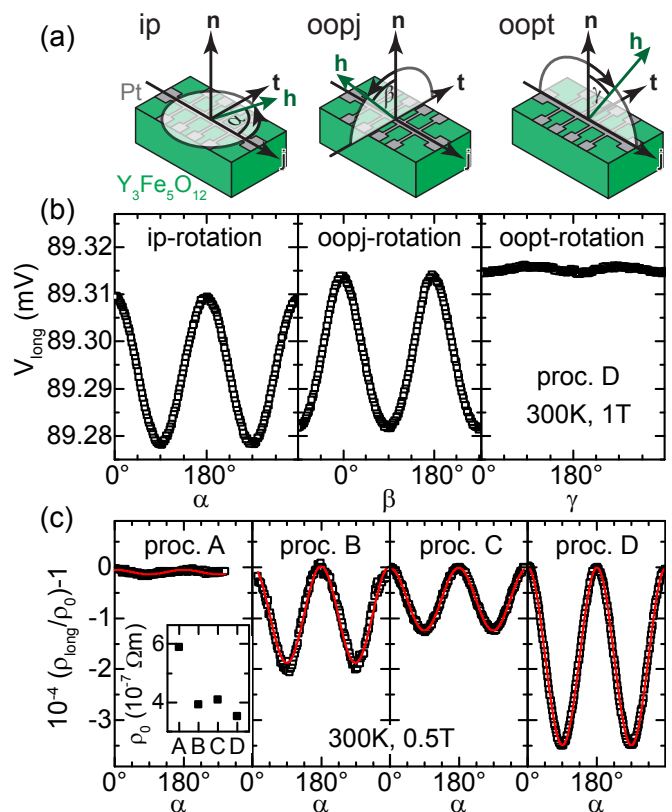 (a)
ip
oopj
oopt
n
n
n
h
t
t
t
h
h
Pt
α
β
γ
j
j
j
Y₃Fe₅O₁₂
(b)
V_long (mV)
89.32
89.31
89.30
89.29
89.28
ip-rotation
oopj-rotation
oopt-rotation
proc. D
300K, 1T
0° 180° 0° 180° 0° 180°
α β γ
(c)
10⁻⁴ (ρ_long/ρ₀)-1
0
-1
-2
-3
proc. A
proc. B
proc. C
proc. D
ρ₀ (10⁻⁷ Ωm)
6
4
A B C D
300K, 0.5T
0° 180° 0° 180° 0° 180° 0° 180°
α α α α